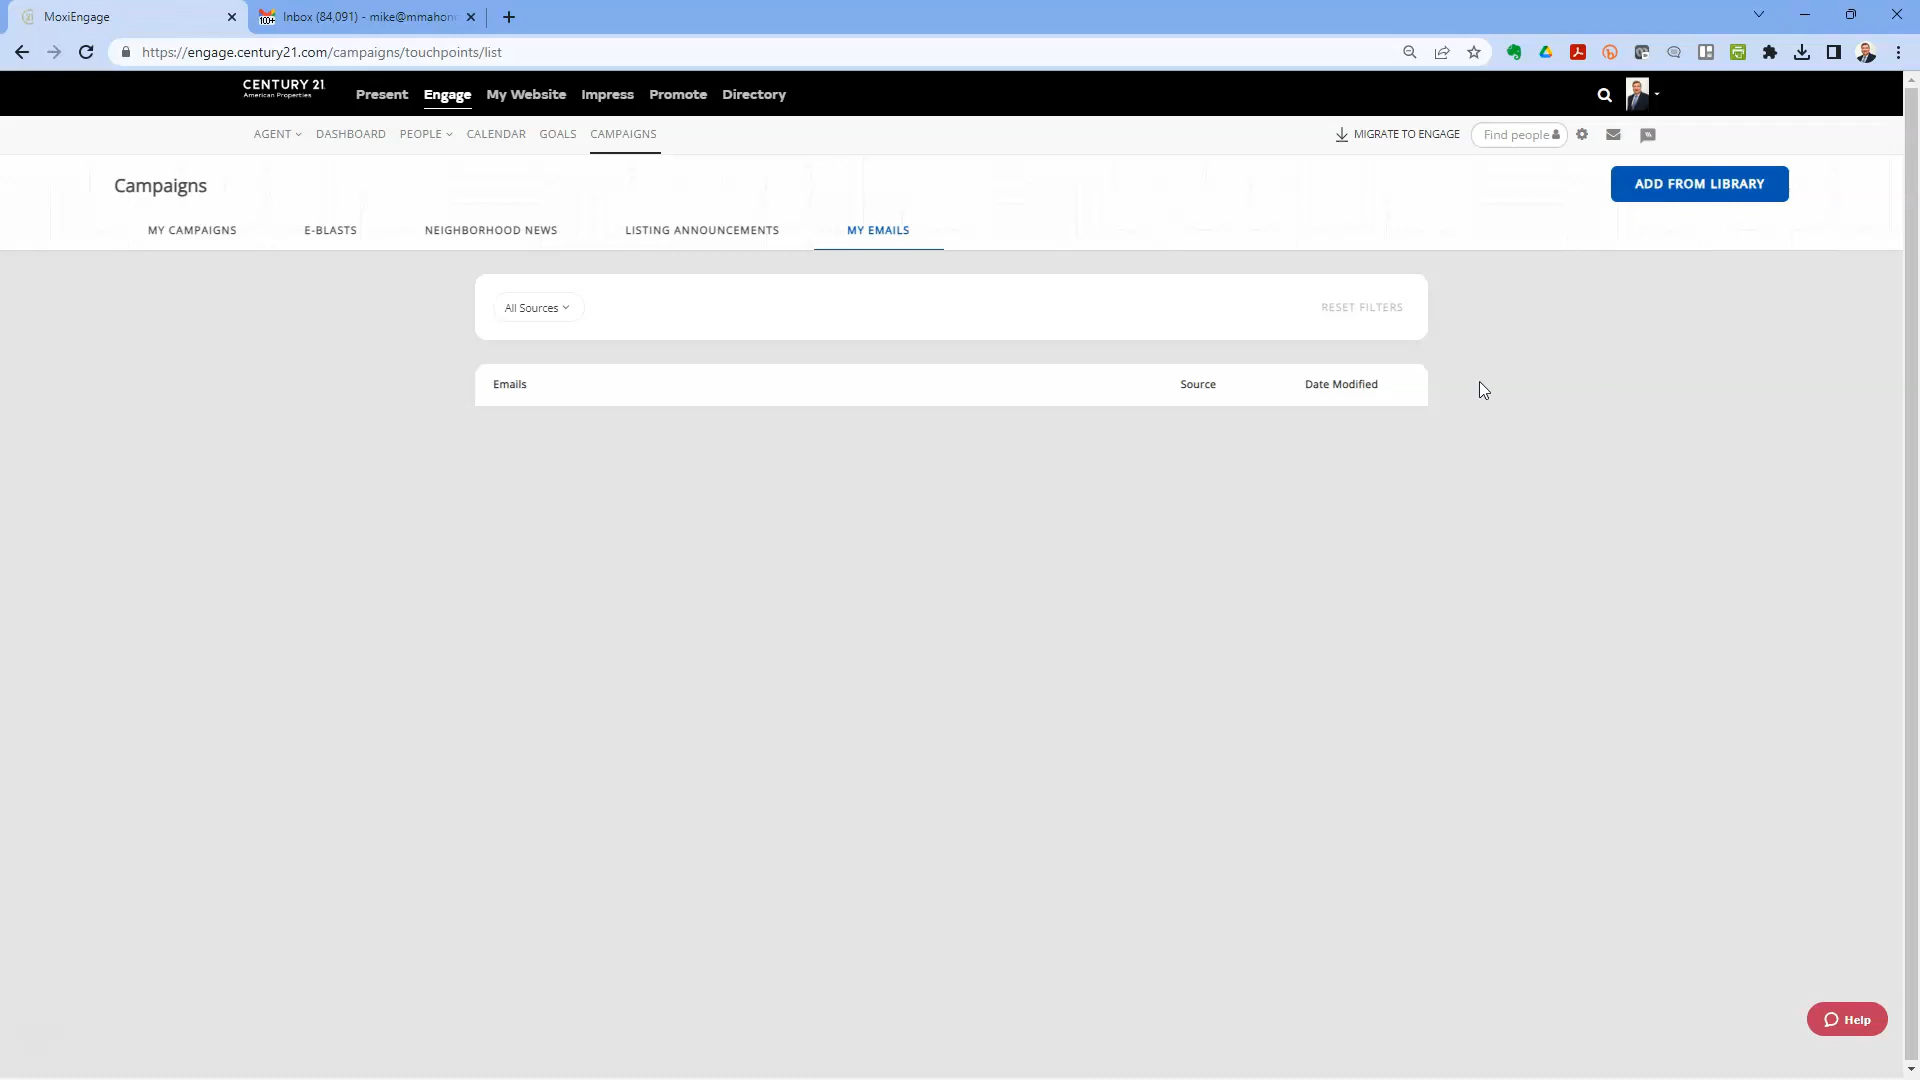 MoxiEngage
Inbox (84,091) - mike@mmahon
https://engage.century21.com/campaigns/touchpoints/list
CENTURY 21
American Properties
Present Engage My Website Impress Promote Directory
AGENT DASHBOARD PEOPLE CALENDAR GOALS CAMPAIGNS
MIGRATE TO ENGAGE Find people
Campaigns
ADD FROM LIBRARY
MY CAMPAIGNS E-BLASTS NEIGHBORHOOD NEWS LISTING ANNOUNCEMENTS MY EMAILS
All Sources RESET FILTERS
Emails Source Date Modified
Help